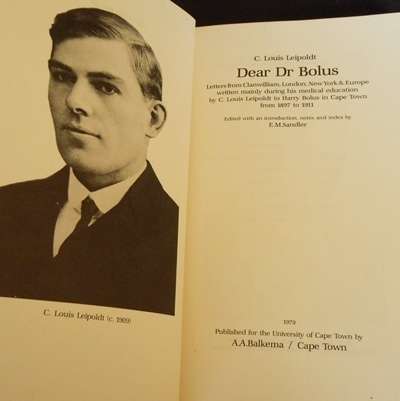 C. Louis Leipoldt (c. 1909)
C. Louis Leipoldt
Dear Dr Bolus
Letters from Clanwilliam, London, New York & Europe
written mainly during his medical education
by C. Louis Leipoldt to Harry Bolus in Cape Town
from 1897 to 1911
Edited with an introduction, notes and index by
E.M.Sandler
1979
Published for the University of Cape Town by
A.A.Balkema / Cape Town